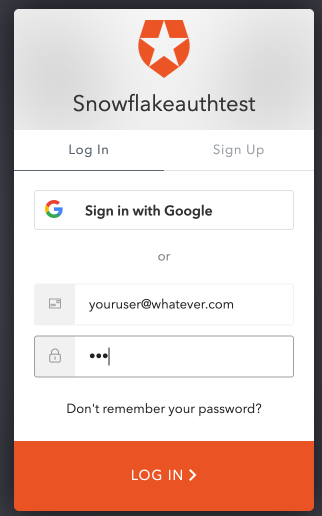 Snowflakeauthtest
Log In
Sign Up
Sign in with Google
or
youruser@whatever.com
•••
Don't remember your password?
LOG IN